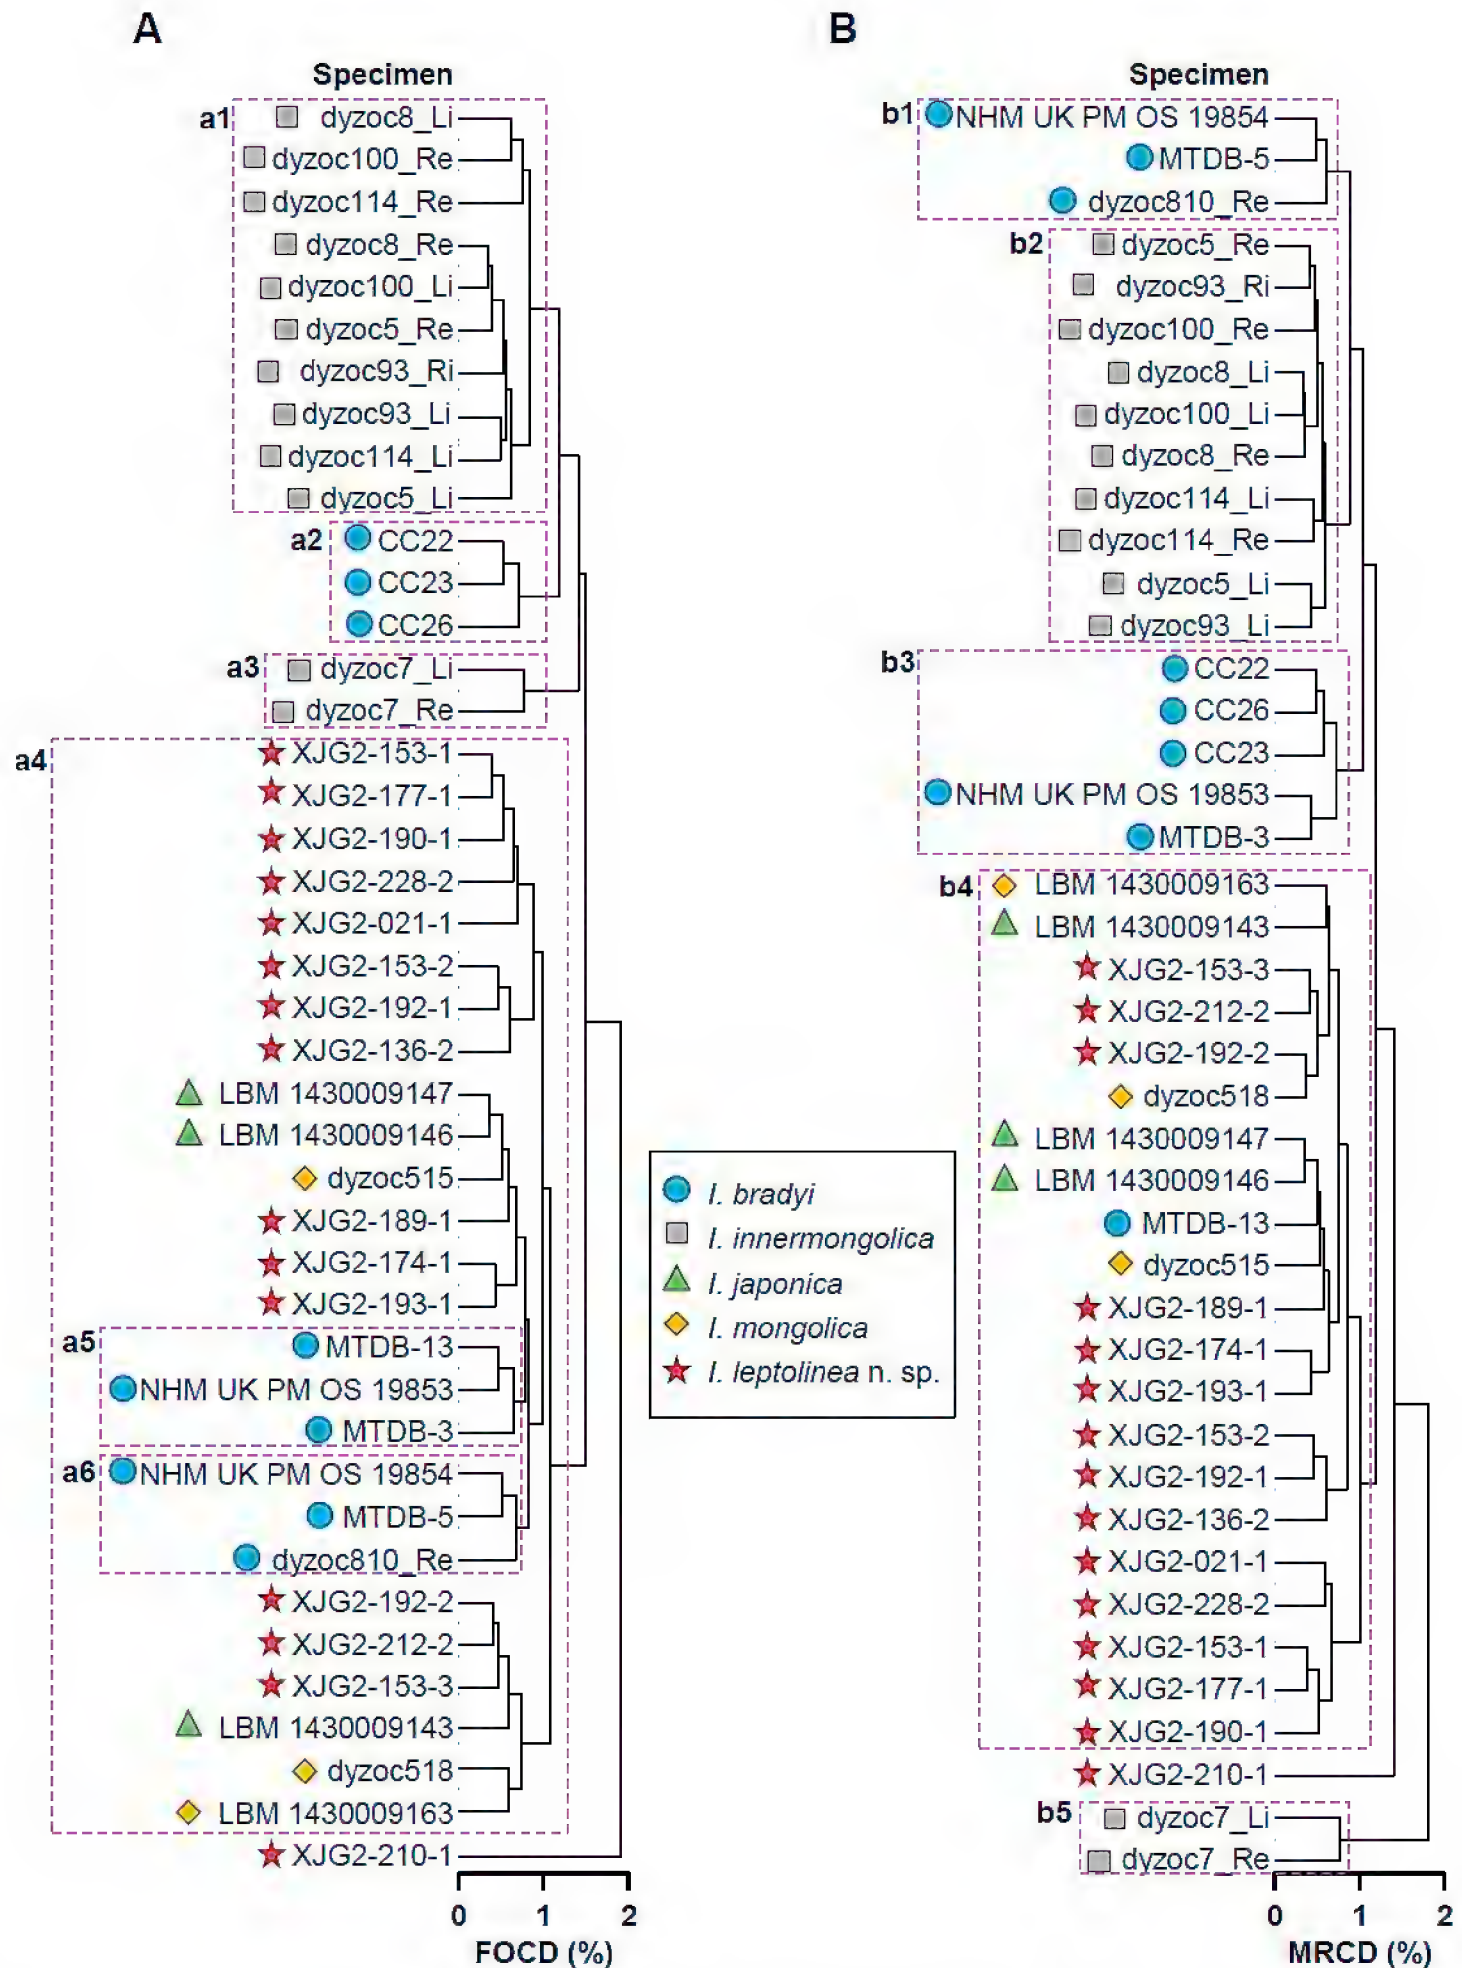 A
Specimen
a1
dyzoc8_Li
dyzoc100_Re
dyzoc114_Re
dyzoc8_Re
dyzoc100_Li
dyzoc5_Re
dyzoc93_Ri
dyzoc93_Li
dyzoc114_Li
dyzoc5_Li
a2
CC22
CC23
CC26
a3
dyzoc7_Li
dyzoc7_Re
a4
XJG2-153-1
XJG2-177-1
XJG2-190-1
XJG2-228-2
XJG2-021-1
XJG2-153-2
XJG2-192-1
XJG2-136-2
LBM 1430009147
LBM 1430009146
dyzoc515
XJG2-189-1
XJG2-174-1
XJG2-193-1
a5
MTDB-13
NHM UK PM OS 19853
MTDB-3
a6
NHM UK PM OS 19854
MTDB-5
dyzoc810_Re
XJG2-192-2
XJG2-212-2
XJG2-153-3
LBM 1430009143
dyzoc518
LBM 1430009163
XJG2-210-1
0 1 2
FOCD (%)
I. bradyi
I. innermongolica
I. japonica
I. mongolica
I. leptolinea n. sp.
B
Specimen
b1
NHM UK PM OS 19854
MTDB-5
dyzoc810_Re
b2
dyzoc5_Re
dyzoc93_Ri
dyzoc100_Re
dyzoc8_Li
dyzoc100_Li
dyzoc8_Re
dyzoc114_Li
dyzoc114_Re
dyzoc5_Li
dyzoc93_Li
b3
CC22
CC26
CC23
NHM UK PM OS 19853
MTDB-3
b4
LBM 1430009163
LBM 1430009143
XJG2-153-3
XJG2-212-2
XJG2-192-2
dyzoc518
LBM 1430009147
LBM 1430009146
MTDB-13
dyzoc515
XJG2-189-1
XJG2-174-1
XJG2-193-1
XJG2-153-2
XJG2-192-1
XJG2-136-2
XJG2-021-1
XJG2-228-2
XJG2-153-1
XJG2-177-1
XJG2-190-1
XJG2-210-1
b5
dyzoc7_Li
dyzoc7_Re
0 1 2
MRCD (%)